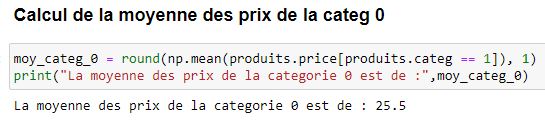 Calcul de la moyenne des prix de la categ 0
moy_categ_0 = round(np.mean(produits.price[produits.categ == 1]), 1)
print("La moyenne des prix de la categorie 0 est de :",moy_categ_0)
La moyenne des prix de la categorie 0 est de : 25.5